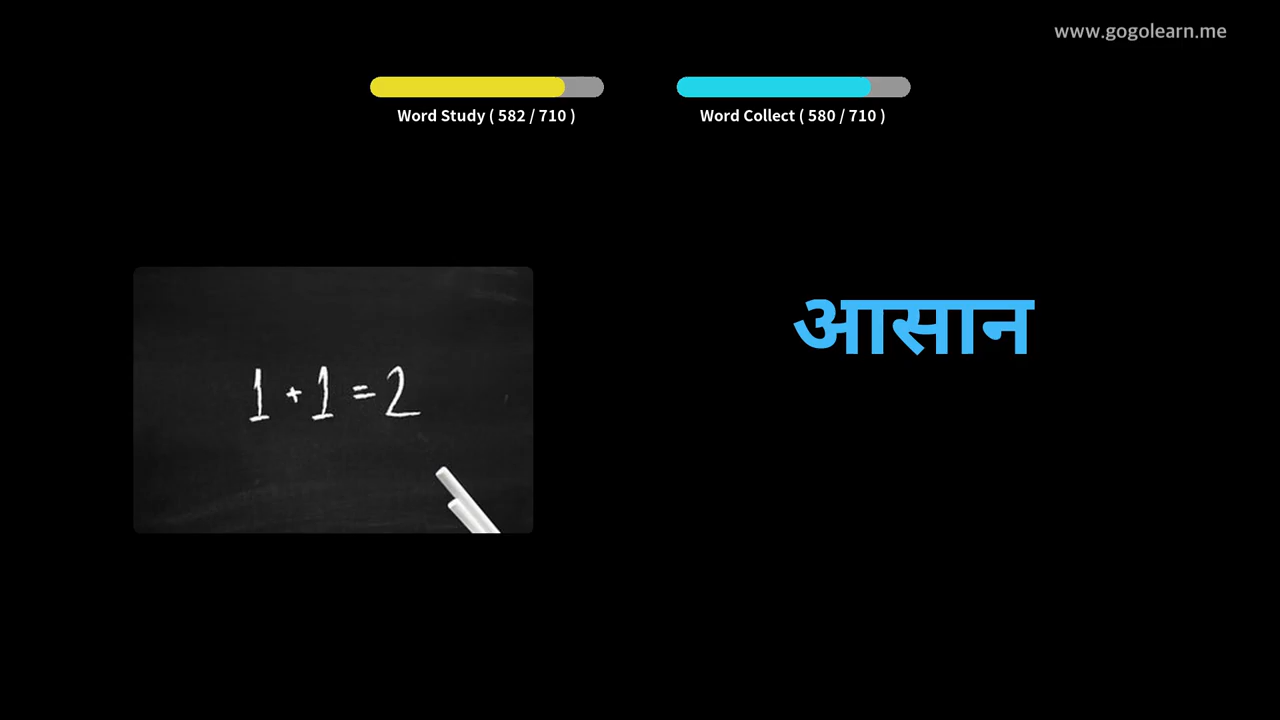 www.gogolearn.me
Word Study ( 582 / 710 )
Word Collect ( 580 / 710 )
1 + 1 = 2
आसान